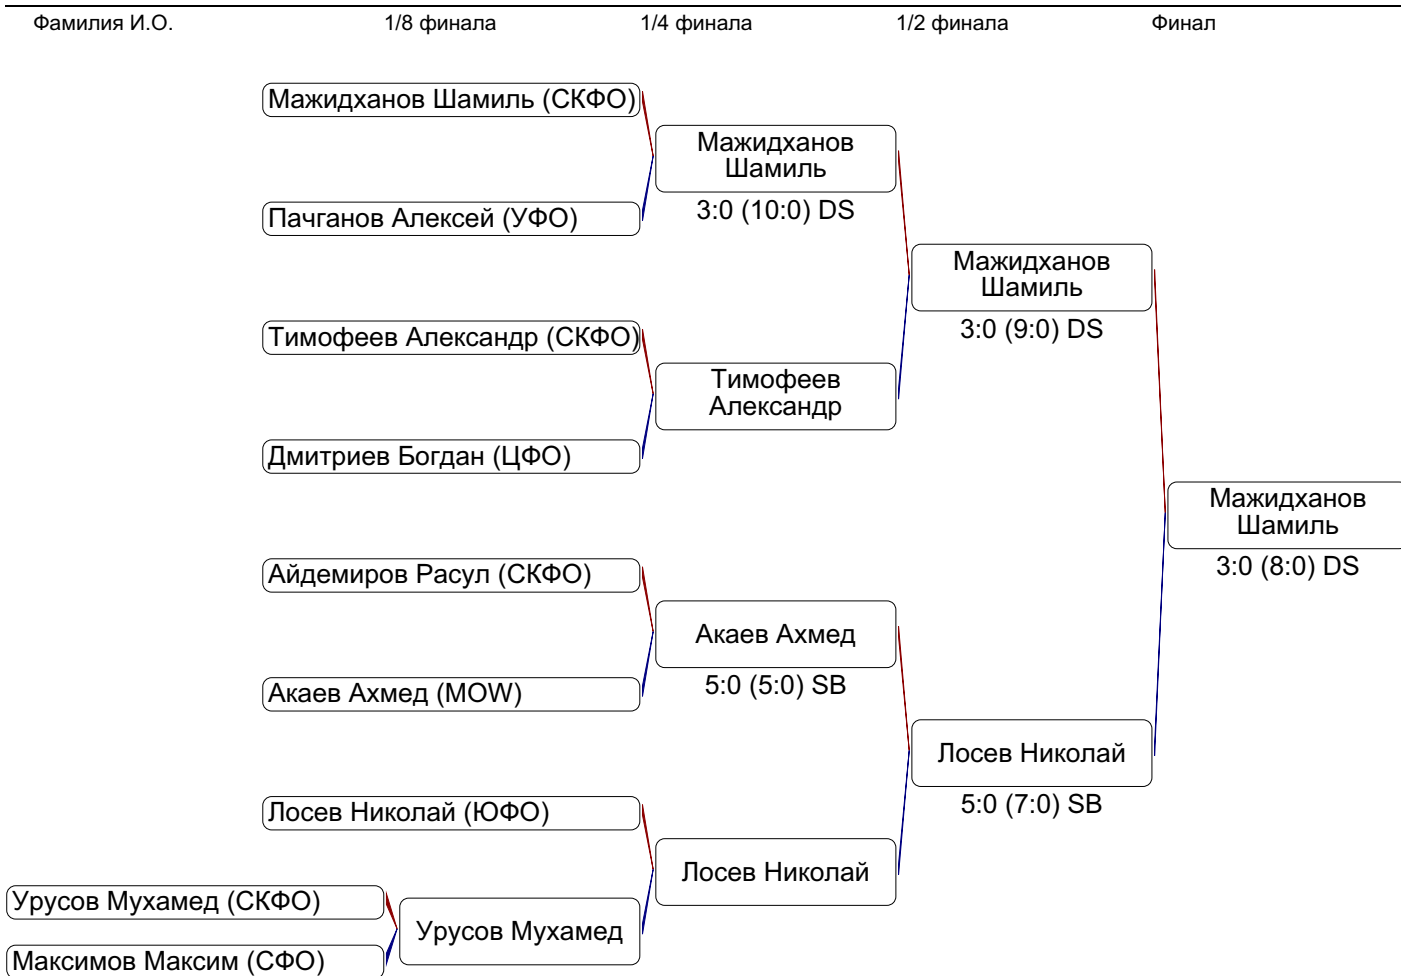 Фамилия И.О. 1/8 финала 1/4 финала 1/2 финала Финал
Мажидханов Шамиль (СКФО)
Мажидханов
Шамиль
3:0 (10:0) DS
Пачганов Алексей (УФО)
Мажидханов
Шамиль
3:0 (9:0) DS
Тимофеев Александр (СКФО)
Тимофеев
Александр
Дмитриев Богдан (ЦФО)
Мажидханов
Шамиль
3:0 (8:0) DS
Айдемиров Расул (СКФО)
Акаев Ахмед
5:0 (5:0) SB
Акаев Ахмед (MOW)
Лосев Николай
5:0 (7:0) SB
Лосев Николай (ЮФО)
Лосев Николай
Урусов Мухамед (СКФО)
Урусов Мухамед
Максимов Максим (СФО)